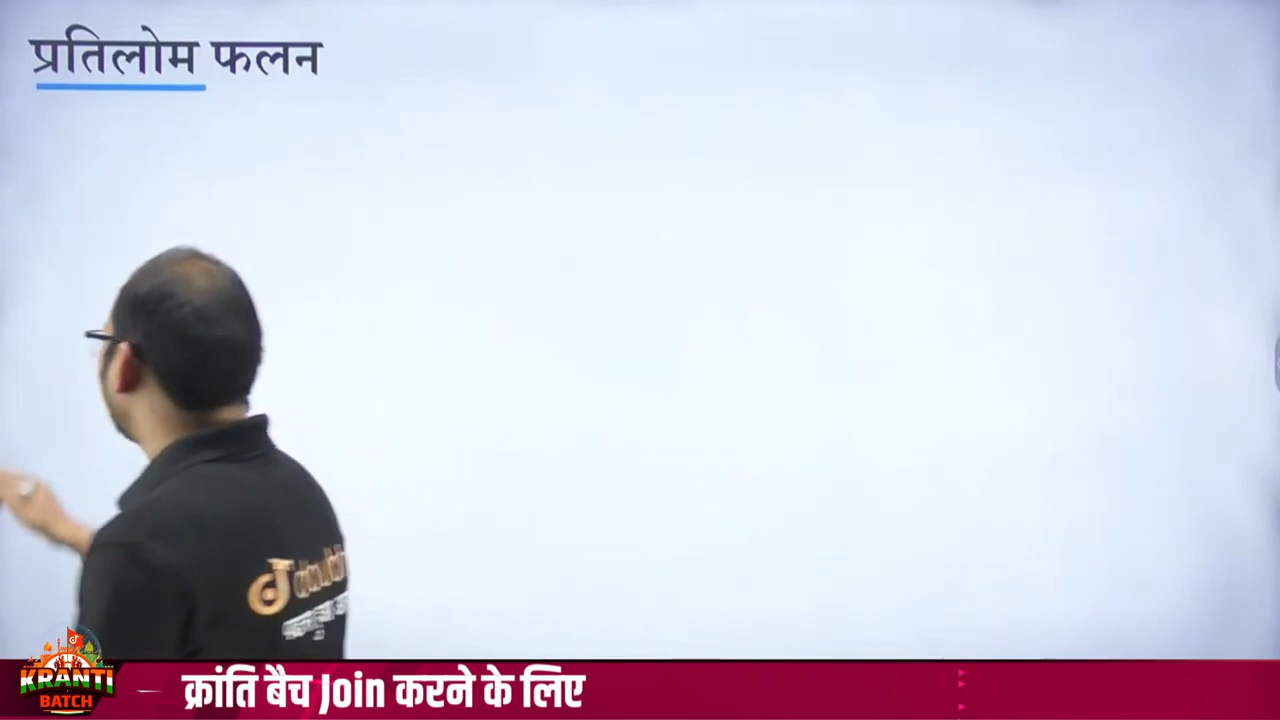 प्रतिलोम फलन
KRANTI
BATCH
क्रांति बैच Join करने के लिए